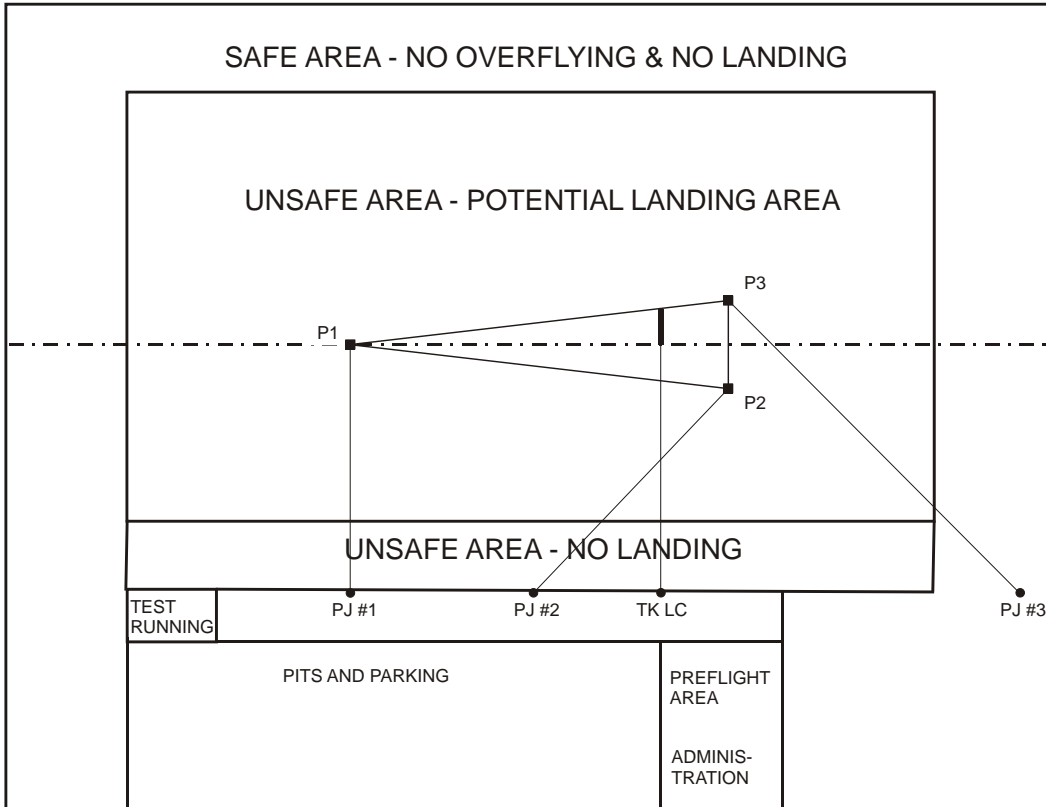 SAFE AREA - NO OVERFLYING & NO LANDING
UNSAFE AREA - POTENTIAL LANDING AREA
P3
P1
P2
UNSAFE AREA - NO LANDING
TEST
RUNNING
PJ #1
PJ #2
TK LC
PJ #3
PITS AND PARKING
PREFLIGHT
AREA
ADMINIS-
TRATION